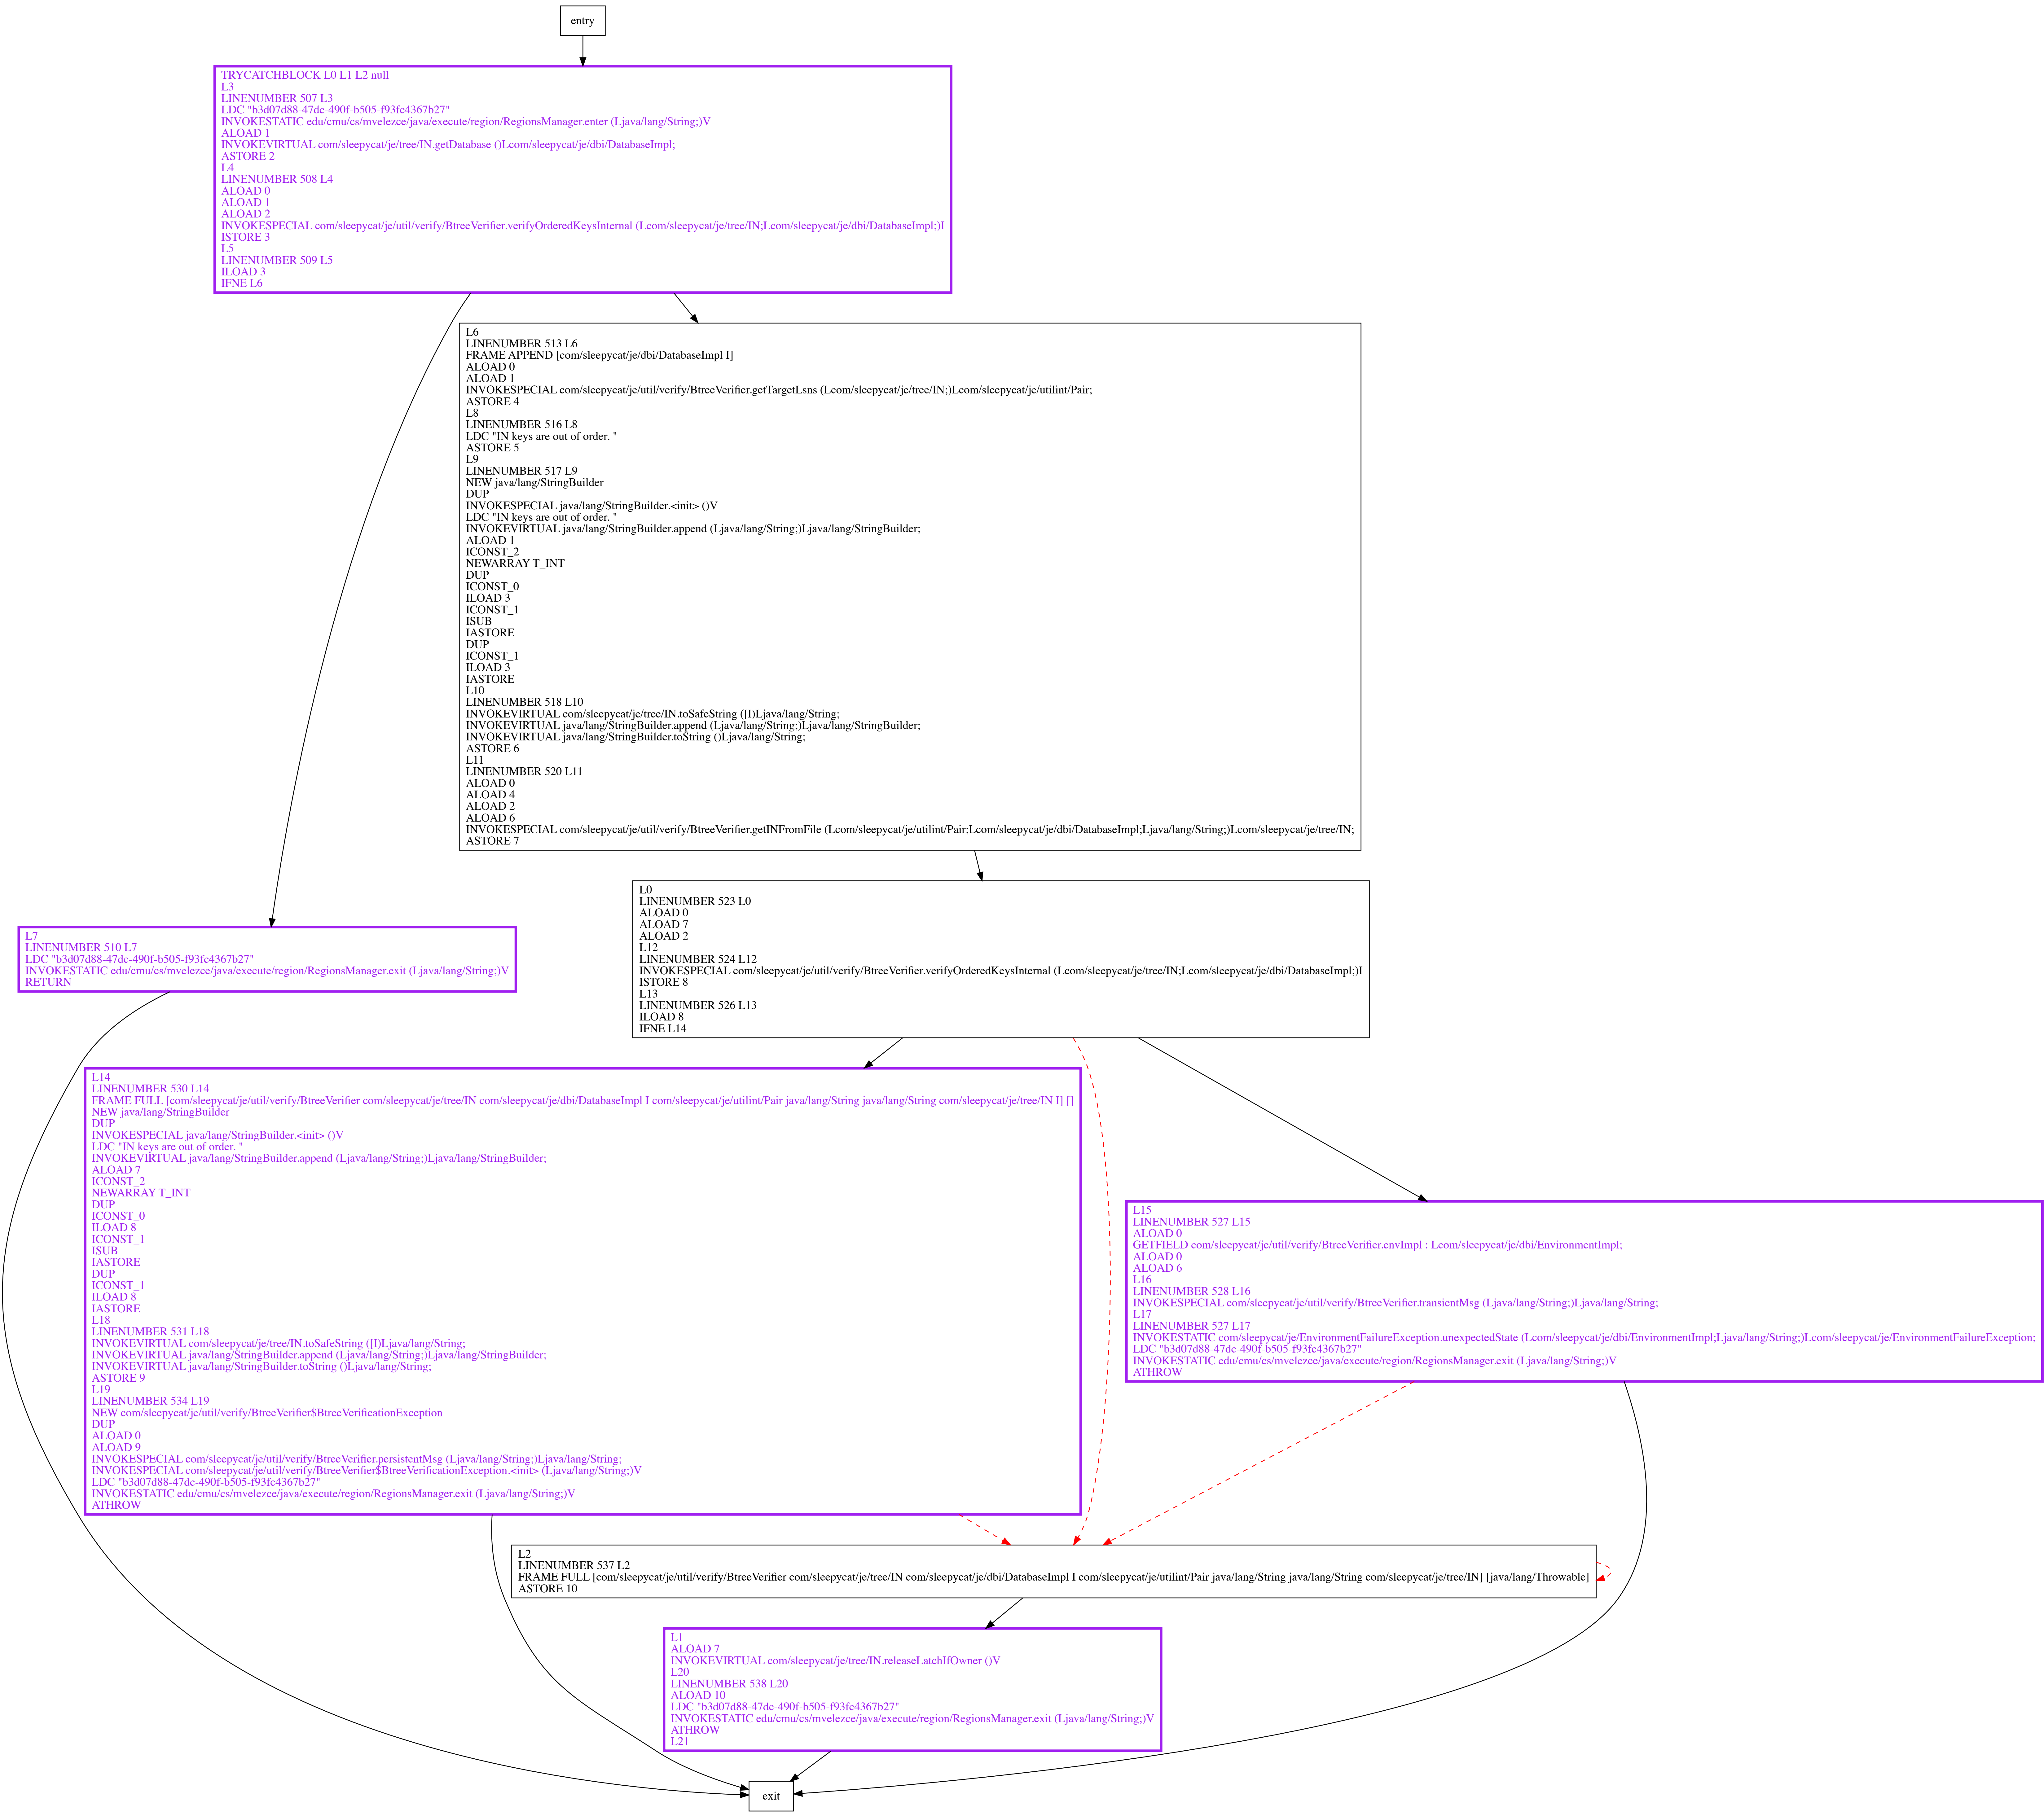 entry
TRYCATCHBLOCK L0 L1 L2 null
L3
LINENUMBER 507 L3
LDC "b3d07d88-47dc-490f-b505-f93fc4367b27"
INVOKESTATIC edu/cmu/cs/mvelezce/java/execute/region/RegionsManager.enter (Ljava/lang/String;)V
ALOAD 1
INVOKEVIRTUAL com/sleepycat/je/tree/IN.getDatabase ()Lcom/sleepycat/je/dbi/DatabaseImpl;
ASTORE 2
L4
LINENUMBER 508 L4
ALOAD 0
ALOAD 1
ALOAD 2
INVOKESPECIAL com/sleepycat/je/util/verify/BtreeVerifier.verifyOrderedKeysInternal (Lcom/sleepycat/je/tree/IN;Lcom/sleepycat/je/dbi/DatabaseImpl;)I
ISTORE 3
L5
LINENUMBER 509 L5
ILOAD 3
IFNE L6
L6
LINENUMBER 513 L6
FRAME APPEND [com/sleepycat/je/dbi/DatabaseImpl I]
ALOAD 0
ALOAD 1
INVOKESPECIAL com/sleepycat/je/util/verify/BtreeVerifier.getTargetLsns (Lcom/sleepycat/je/tree/IN;)Lcom/sleepycat/je/utilint/Pair;
ASTORE 4
L8
LINENUMBER 516 L8
LDC "IN keys are out of order. "
ASTORE 5
L9
LINENUMBER 517 L9
NEW java/lang/StringBuilder
DUP
INVOKESPECIAL java/lang/StringBuilder.<init> ()V
LDC "IN keys are out of order. "
INVOKEVIRTUAL java/lang/StringBuilder.append (Ljava/lang/String;)Ljava/lang/StringBuilder;
ALOAD 1
ICONST_2
NEWARRAY T_INT
DUP
ICONST_0
ILOAD 3
ICONST_1
ISUB
IASTORE
DUP
ICONST_1
ILOAD 3
IASTORE
L10
LINENUMBER 518 L10
INVOKEVIRTUAL com/sleepycat/je/tree/IN.toSafeString ([I)Ljava/lang/String;
INVOKEVIRTUAL java/lang/StringBuilder.append (Ljava/lang/String;)Ljava/lang/StringBuilder;
INVOKEVIRTUAL java/lang/StringBuilder.toString ()Ljava/lang/String;
ASTORE 6
L11
LINENUMBER 520 L11
ALOAD 0
ALOAD 4
ALOAD 2
ALOAD 6
INVOKESPECIAL com/sleepycat/je/util/verify/BtreeVerifier.getINFromFile (Lcom/sleepycat/je/utilint/Pair;Lcom/sleepycat/je/dbi/DatabaseImpl;Ljava/lang/String;)Lcom/sleepycat/je/tree/IN;
ASTORE 7
L0
LINENUMBER 523 L0
ALOAD 0
ALOAD 7
ALOAD 2
L12
LINENUMBER 524 L12
INVOKESPECIAL com/sleepycat/je/util/verify/BtreeVerifier.verifyOrderedKeysInternal (Lcom/sleepycat/je/tree/IN;Lcom/sleepycat/je/dbi/DatabaseImpl;)I
ISTORE 8
L13
LINENUMBER 526 L13
ILOAD 8
IFNE L14
L7
LINENUMBER 510 L7
LDC "b3d07d88-47dc-490f-b505-f93fc4367b27"
INVOKESTATIC edu/cmu/cs/mvelezce/java/execute/region/RegionsManager.exit (Ljava/lang/String;)V
RETURN
L14
LINENUMBER 530 L14
FRAME FULL [com/sleepycat/je/util/verify/BtreeVerifier com/sleepycat/je/tree/IN com/sleepycat/je/dbi/DatabaseImpl I com/sleepycat/je/utilint/Pair java/lang/String java/lang/String com/sleepycat/je/tree/IN I] []
NEW java/lang/StringBuilder
DUP
INVOKESPECIAL java/lang/StringBuilder.<init> ()V
LDC "IN keys are out of order. "
INVOKEVIRTUAL java/lang/StringBuilder.append (Ljava/lang/String;)Ljava/lang/StringBuilder;
ALOAD 7
ICONST_2
NEWARRAY T_INT
DUP
ICONST_0
ILOAD 8
ICONST_1
ISUB
IASTORE
DUP
ICONST_1
ILOAD 8
IASTORE
L18
LINENUMBER 531 L18
INVOKEVIRTUAL com/sleepycat/je/tree/IN.toSafeString ([I)Ljava/lang/String;
INVOKEVIRTUAL java/lang/StringBuilder.append (Ljava/lang/String;)Ljava/lang/StringBuilder;
INVOKEVIRTUAL java/lang/StringBuilder.toString ()Ljava/lang/String;
ASTORE 9
L19
LINENUMBER 534 L19
NEW com/sleepycat/je/util/verify/BtreeVerifier$BtreeVerificationException
DUP
ALOAD 0
ALOAD 9
INVOKESPECIAL com/sleepycat/je/util/verify/BtreeVerifier.persistentMsg (Ljava/lang/String;)Ljava/lang/String;
INVOKESPECIAL com/sleepycat/je/util/verify/BtreeVerifier$BtreeVerificationException.<init> (Ljava/lang/String;)V
LDC "b3d07d88-47dc-490f-b505-f93fc4367b27"
INVOKESTATIC edu/cmu/cs/mvelezce/java/execute/region/RegionsManager.exit (Ljava/lang/String;)V
ATHROW
L15
LINENUMBER 527 L15
ALOAD 0
GETFIELD com/sleepycat/je/util/verify/BtreeVerifier.envImpl : Lcom/sleepycat/je/dbi/EnvironmentImpl;
ALOAD 0
ALOAD 6
L16
LINENUMBER 528 L16
INVOKESPECIAL com/sleepycat/je/util/verify/BtreeVerifier.transientMsg (Ljava/lang/String;)Ljava/lang/String;
L17
LINENUMBER 527 L17
INVOKESTATIC com/sleepycat/je/EnvironmentFailureException.unexpectedState (Lcom/sleepycat/je/dbi/EnvironmentImpl;Ljava/lang/String;)Lcom/sleepycat/je/EnvironmentFailureException;
LDC "b3d07d88-47dc-490f-b505-f93fc4367b27"
INVOKESTATIC edu/cmu/cs/mvelezce/java/execute/region/RegionsManager.exit (Ljava/lang/String;)V
ATHROW
L2
LINENUMBER 537 L2
FRAME FULL [com/sleepycat/je/util/verify/BtreeVerifier com/sleepycat/je/tree/IN com/sleepycat/je/dbi/DatabaseImpl I com/sleepycat/je/utilint/Pair java/lang/String java/lang/String com/sleepycat/je/tree/IN] [java/lang/Throwable]
ASTORE 10
L1
ALOAD 7
INVOKEVIRTUAL com/sleepycat/je/tree/IN.releaseLatchIfOwner ()V
L20
LINENUMBER 538 L20
ALOAD 10
LDC "b3d07d88-47dc-490f-b505-f93fc4367b27"
INVOKESTATIC edu/cmu/cs/mvelezce/java/execute/region/RegionsManager.exit (Ljava/lang/String;)V
ATHROW
L21
exit